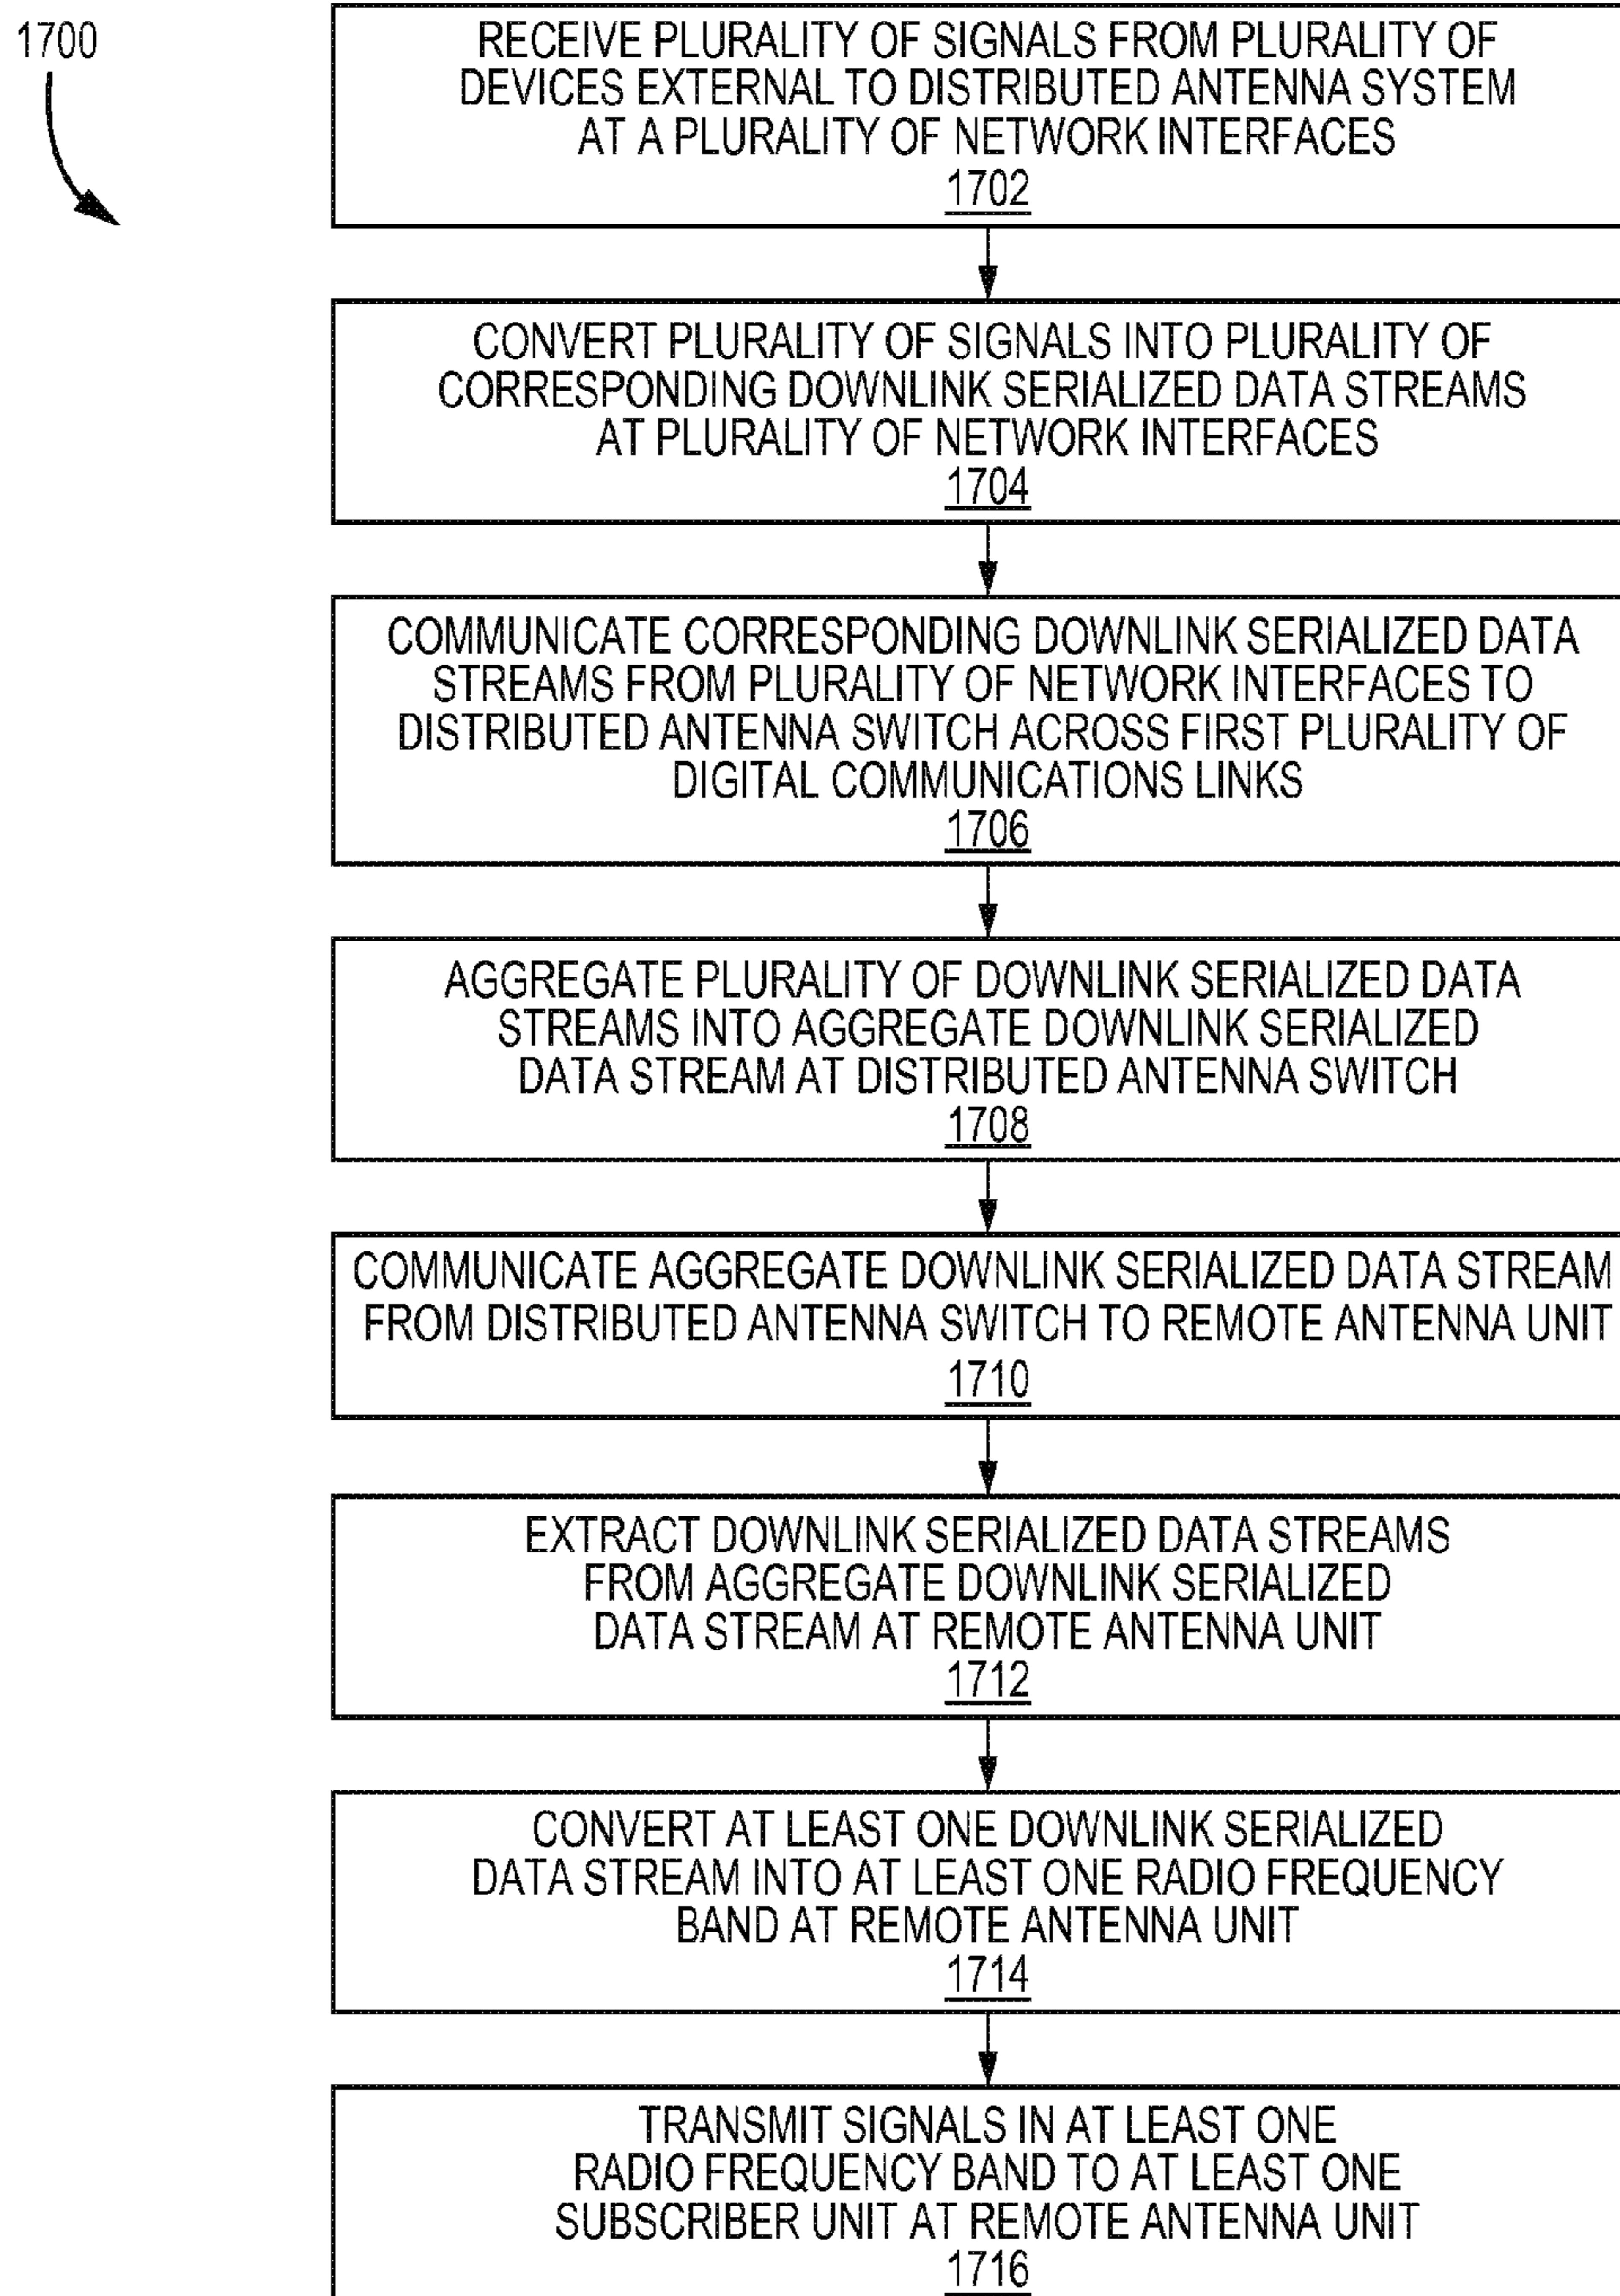 1700
RECEIVE PLURALITY OF SIGNALS FROM PLURALITY OF
DEVICES EXTERNAL TO DISTRIBUTED ANTENNA SYSTEM
AT A PLURALITY OF NETWORK INTERFACES
1702
CONVERT PLURALITY OF SIGNALS INTO PLURALITY OF
CORRESPONDING DOWNLINK SERIALIZED DATA STREAMS
AT PLURALITY OF NETWORK INTERFACES
1704
COMMUNICATE CORRESPONDING DOWNLINK SERIALIZED DATA
STREAMS FROM PLURALITY OF NETWORK INTERFACES TO
DISTRIBUTED ANTENNA SWITCH ACROSS FIRST PLURALITY OF
DIGITAL COMMUNICATIONS LINKS
1706
AGGREGATE PLURALITY OF DOWNLINK SERIALIZED DATA
STREAMS INTO AGGREGATE DOWNLINK SERIALIZED
DATA STREAM AT DISTRIBUTED ANTENNA SWITCH
1708
COMMUNICATE AGGREGATE DOWNLINK SERIALIZED DATA STREAM
FROM DISTRIBUTED ANTENNA SWITCH TO REMOTE ANTENNA UNIT
1710
EXTRACT DOWNLINK SERIALIZED DATA STREAMS
FROM AGGREGATE DOWNLINK SERIALIZED
DATA STREAM AT REMOTE ANTENNA UNIT
1712
CONVERT AT LEAST ONE DOWNLINK SERIALIZED
DATA STREAM INTO AT LEAST ONE RADIO FREQUENCY
BAND AT REMOTE ANTENNA UNIT
1714
TRANSMIT SIGNALS IN AT LEAST ONE
RADIO FREQUENCY BAND TO AT LEAST ONE
SUBSCRIBER UNIT AT REMOTE ANTENNA UNIT
1716